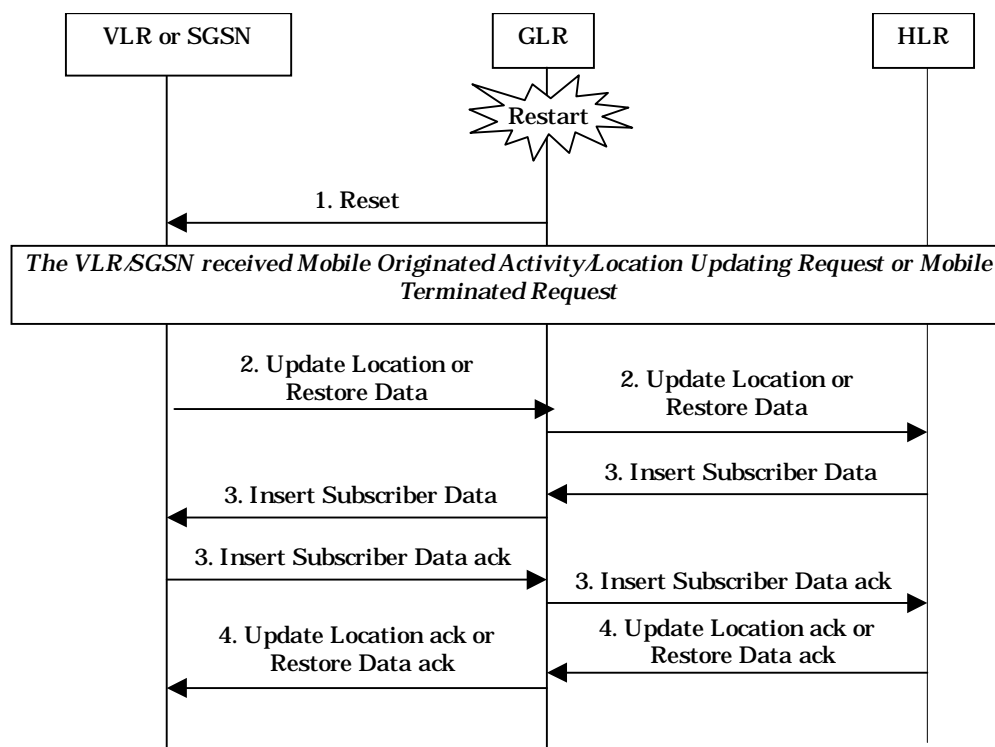 VLR or SGSN
GLR
HLR
Restart
1. Reset
The VLR/SGSN received Mobile Originated Activity/Location Updating Request or Mobile
Terminated Request
2. Update Location or
Restore Data
2. Update Location or
Restore Data
3. Insert Subscriber Data
3. Insert Subscriber Data
3. Insert Subscriber Data ack
3. Insert Subscriber Data ack
4. Update Location ack or
Restore Data ack
4. Update Location ack or
Restore Data ack